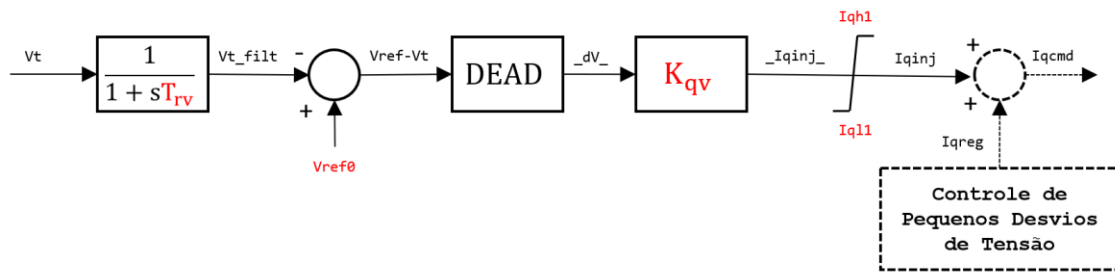 Vt
1
1 + sTrv
Vt_filt
-
+
Vref0
Vref-Vt
DEAD
_dV_
Kqv
_Iqinj_
Iqh1
Iql1
Iqinj
+
+
Iqcmd
Iqreg
Controle de
Pequenos Desvios
de Tensão